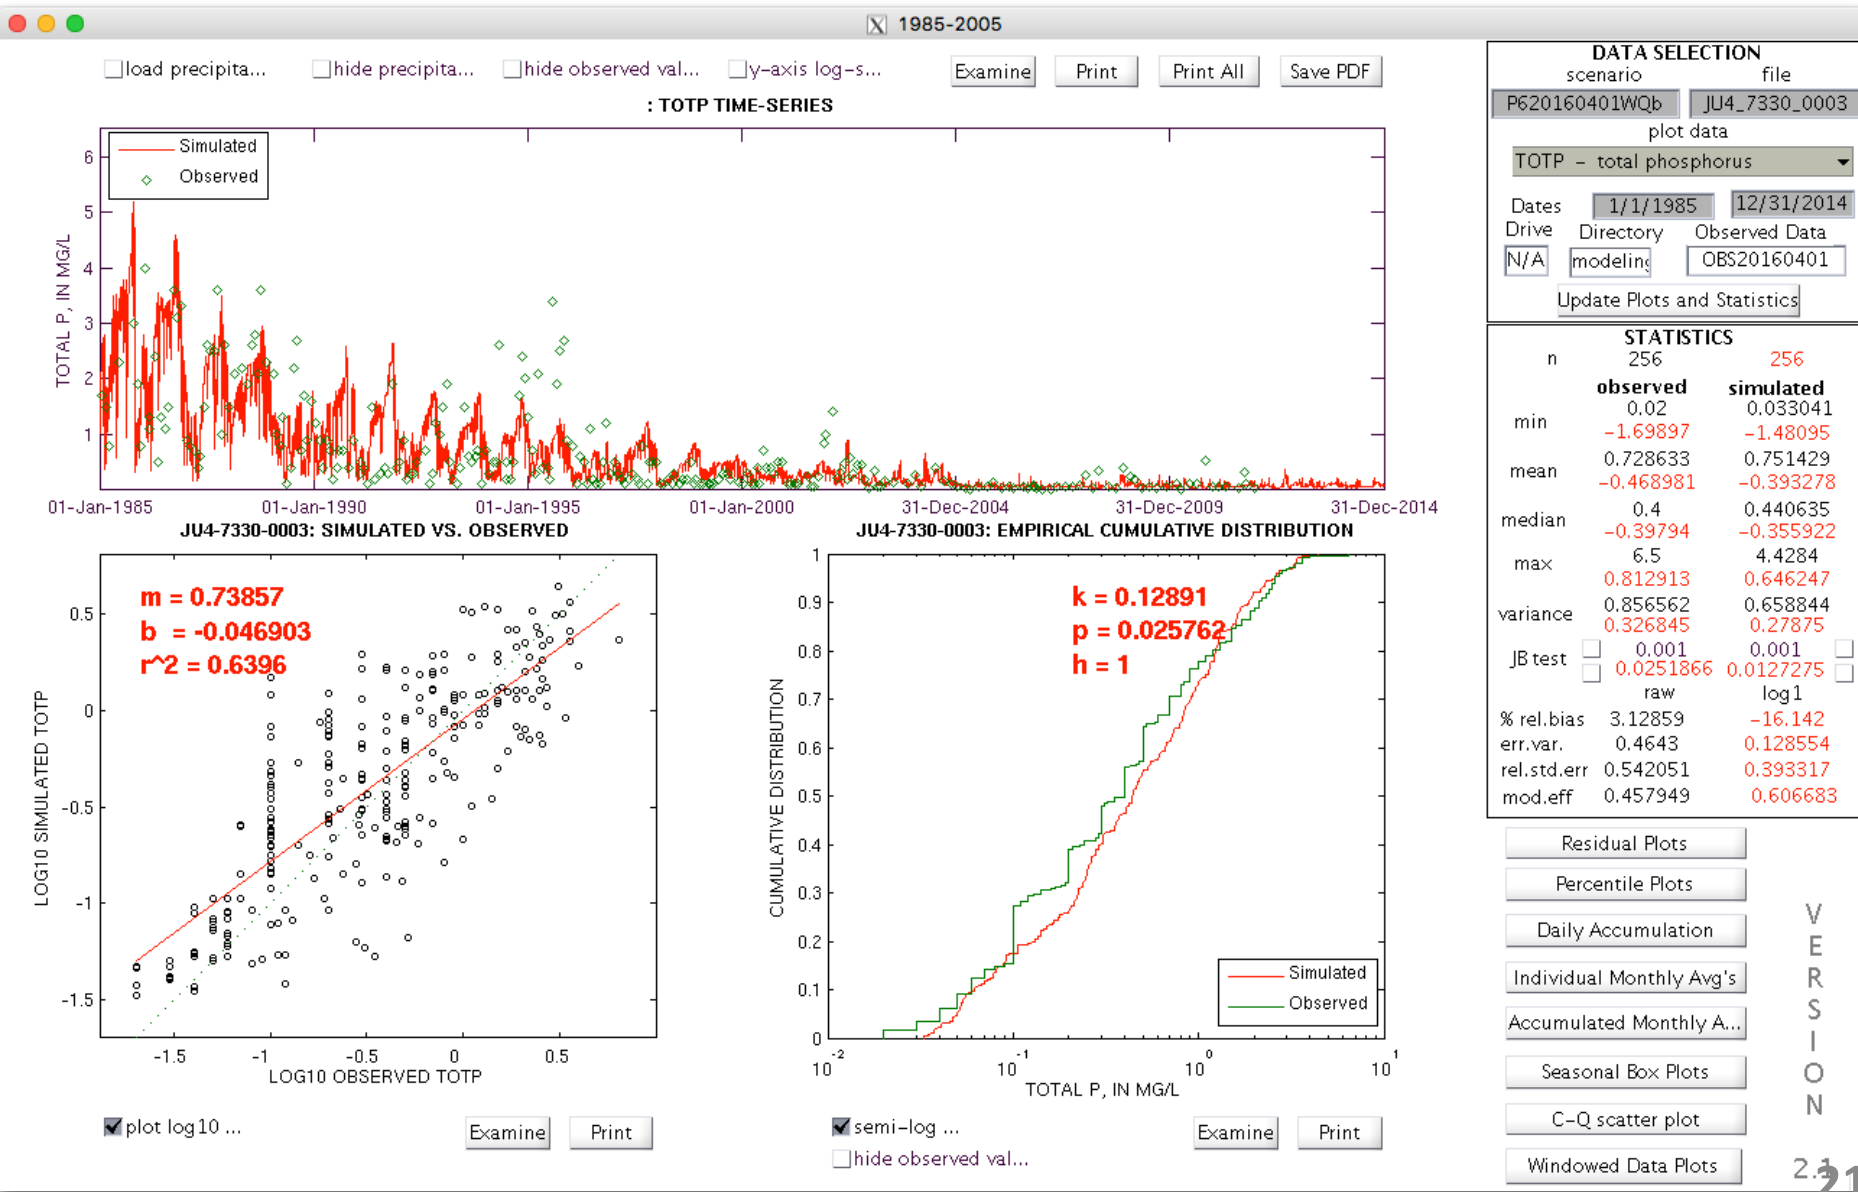 1985-2005
load precipita...
hide precipita...
hide observed val...
y-axis log-s...
Examine
Print
Print All
Save PDF
: TOTP TIME-SERIES
Simulated
Observed
TOTAL P, IN MG/L
6
5
4
3
2
1
01-Jan-1985
01-Jan-1990
01-Jan-1995
01-Jan-2000
31-Dec-2004
31-Dec-2009
31-Dec-2014
JU4-7330-0003: SIMULATED VS. OBSERVED
m = 0.73857
b = -0.046903
r^2 = 0.6396
LOG10 SIMULATED TOTP
0.5
0
-0.5
-1
-1.5
-1.5 -1 -0.5 0 0.5
LOG10 OBSERVED TOTP
plot log10 ...
Examine
Print
JU4-7330-0003: EMPIRICAL CUMULATIVE DISTRIBUTION
k = 0.12891
p = 0.025762
h = 1
CUMULATIVE DISTRIBUTION
1
0.9
0.8
0.7
0.6
0.5
0.4
0.3
0.2
0.1
0
Simulated
Observed
10^-2 10^-1 10^0 10^1
TOTAL P, IN MG/L
semi-log ...
hide observed val...
Examine
Print
DATA SELECTION
scenario file
P620160401WQb JU4_7330_0003
plot data
TOTP - total phosphorus
Dates 1/1/1985 12/31/2014
Drive Directory Observed Data
N/A modeling OBS20160401
Update Plots and Statistics
STATISTICS
n 256 256
observed simulated
min 0.02 0.033041
-1.69897 -1.48095
mean 0.728633 0.751429
-0.468981 -0.393278
median 0.4 0.440635
-0.39794 -0.355922
max 6.5 4.4284
0.812913 0.646247
variance 0.856562 0.658844
0.326845 0.27875
JB test 0.001 0.001
0.0251866 0.0127275
raw log1
% rel.bias 3.12859 -16.142
err.var. 0.4643 0.128554
rel.std.err 0.542051 0.393317
mod.eff 0.457949 0.606683
Residual Plots
Percentile Plots
Daily Accumulation
Individual Monthly Avg's
Accumulated Monthly A...
Seasonal Box Plots
C-Q scatter plot
Windowed Data Plots
VERSION
2.1
21